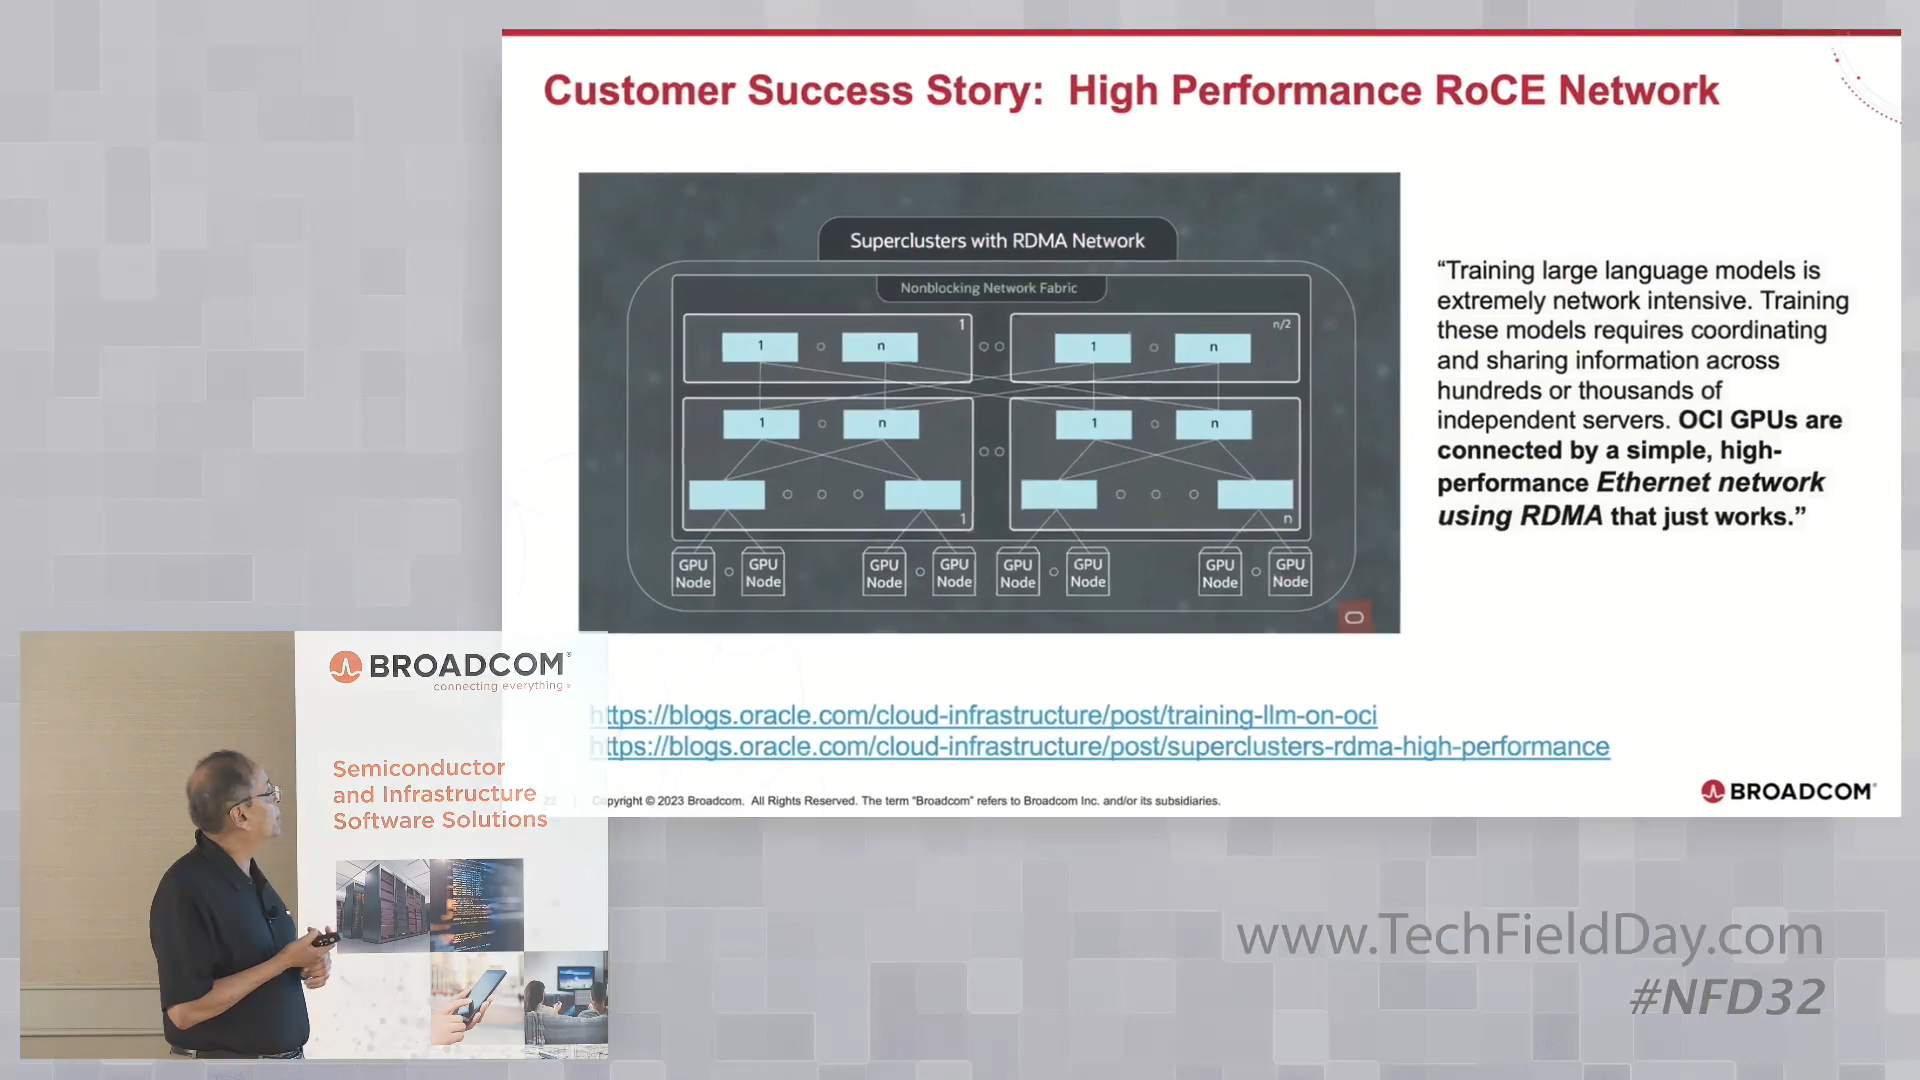 Customer Success Story: High Performance RoCE Network
Superclusters with RDMA Network
Nonblocking Network Fabric
1
n/2
1
n
1
n
1
n
1
n
1
n
GPU Node
GPU Node
GPU Node
GPU Node
GPU Node
GPU Node
GPU Node
GPU Node
“Training large language models is
extremely network intensive. Training
these models requires coordinating
and sharing information across
hundreds or thousands of
independent servers. OCI GPUs are
connected by a simple, high-
performance Ethernet network
using RDMA that just works.”
https://blogs.oracle.com/cloud-infrastructure/post/training-llm-on-oci
https://blogs.oracle.com/cloud-infrastructure/post/superclusters-rdma-high-performance
22 | Copyright © 2023 Broadcom. All Rights Reserved. The term “Broadcom” refers to Broadcom Inc. and/or its subsidiaries.
BROADCOM®
BROADCOM®
connecting everything®
Semiconductor
and Infrastructure
Software Solutions
www.TechFieldDay.com
#NFD32